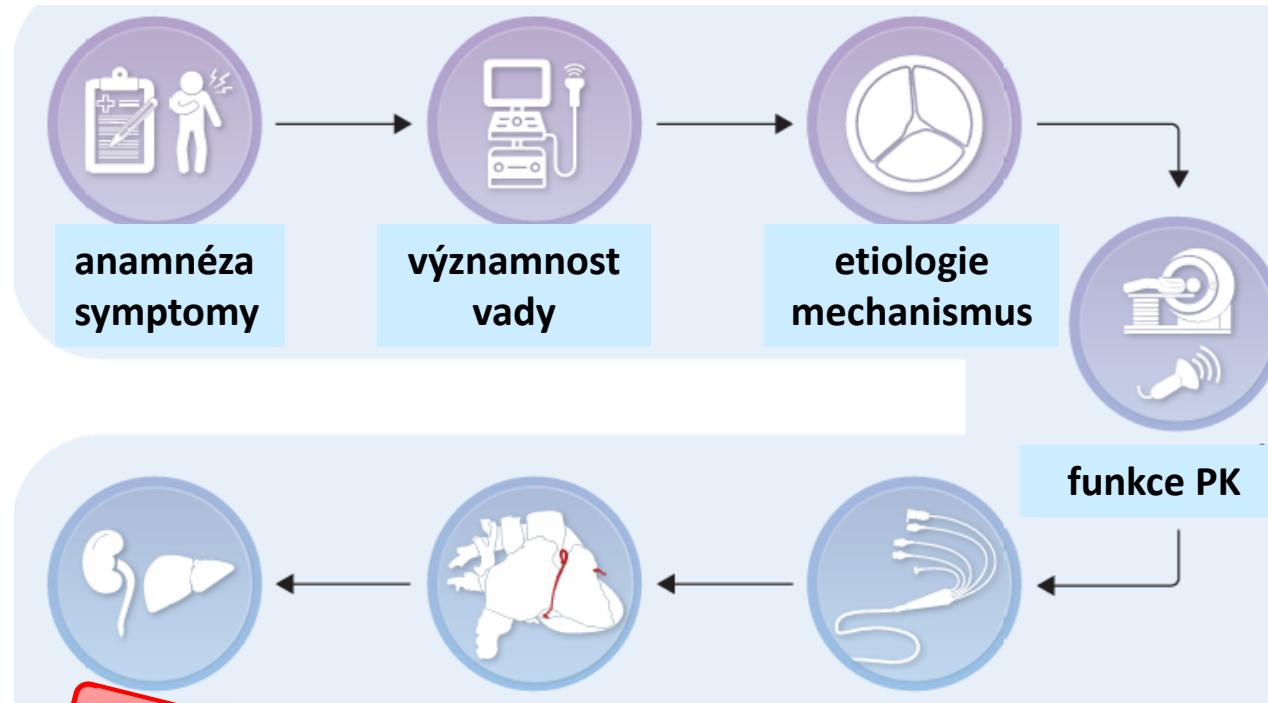 anamnéza
symptomy
významnost
vady
etiologie
mechanismus
funkce PK